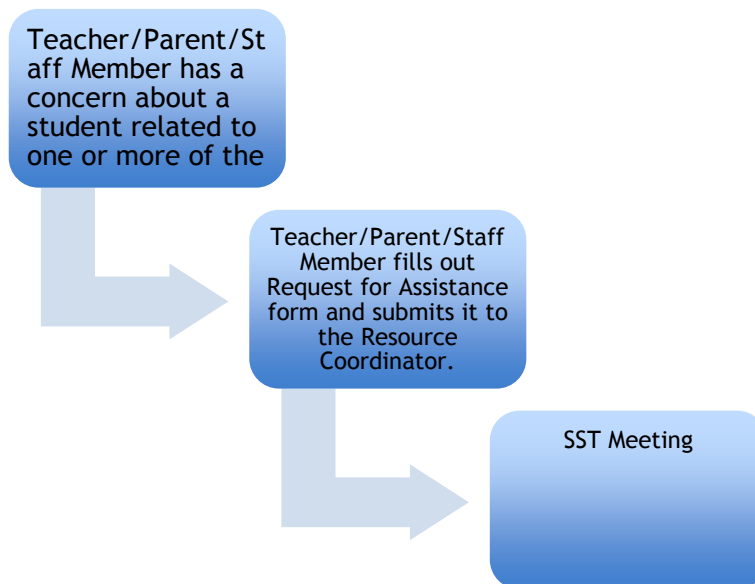 Teacher/Parent/St
aff Member has a
concern about a
student related to
one or more of the
Teacher/Parent/Staff
Member fills out
Request for Assistance
form and submits it to
the Resource
Coordinator.
SST Meeting